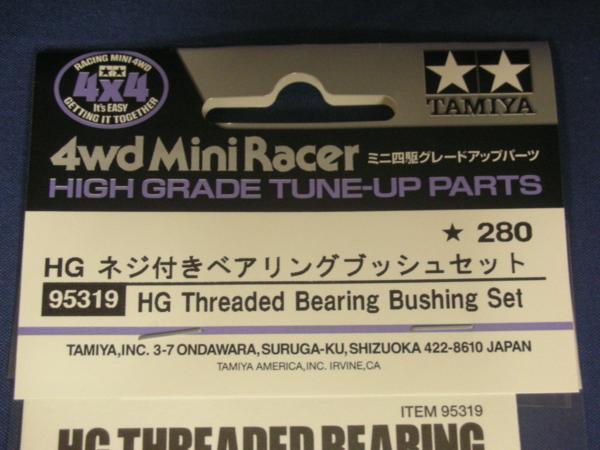 RACING MINI 4WD
4x4
It's EASY
GETTING IT TOGETHER
TAMIYA
4wd Mini Racer
ミニ四駆グレードアップパーツ
HIGH GRADE TUNE-UP PARTS
★ 280
HG ネジ付きベアリングブッシュセット
95319 HG Threaded Bearing Bushing Set
TAMIYA,INC. 3-7 ONDAWARA,SURUGA-KU,SHIZUOKA 422-8610 JAPAN
TAMIYA AMERICA,INC. IRVINE,CA
ITEM 95319
HG THREADED BEARING